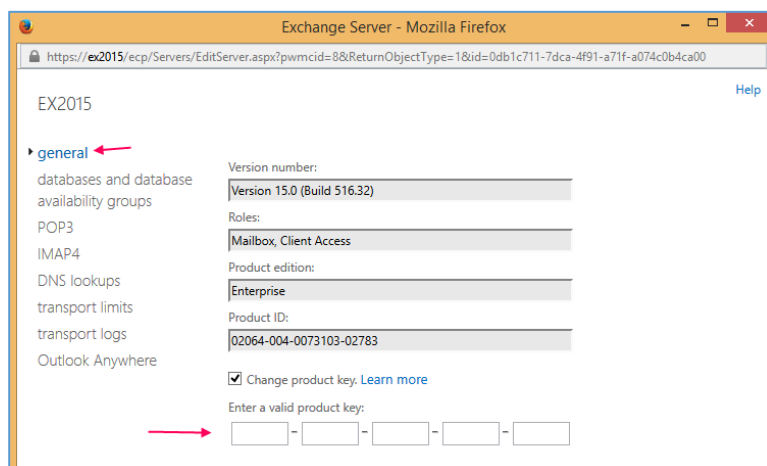 Exchange Server - Mozilla Firefox
https://ex2015/ecp/Servers/EditServer.aspx?pwmcid=8&ReturnObjectType=1&id=0db1c711-7dca-4f91-a71f-a074c0b4ca00
Help
EX2015
general
databases and database
availability groups
POP3
IMAP4
DNS lookups
transport limits
transport logs
Outlook Anywhere
Version number:
Version 15.0 (Build 516.32)
Roles:
Mailbox, Client Access
Product edition:
Enterprise
Product ID:
02064-004-0073103-02783
Change product key. Learn more
Enter a valid product key:
- - - -